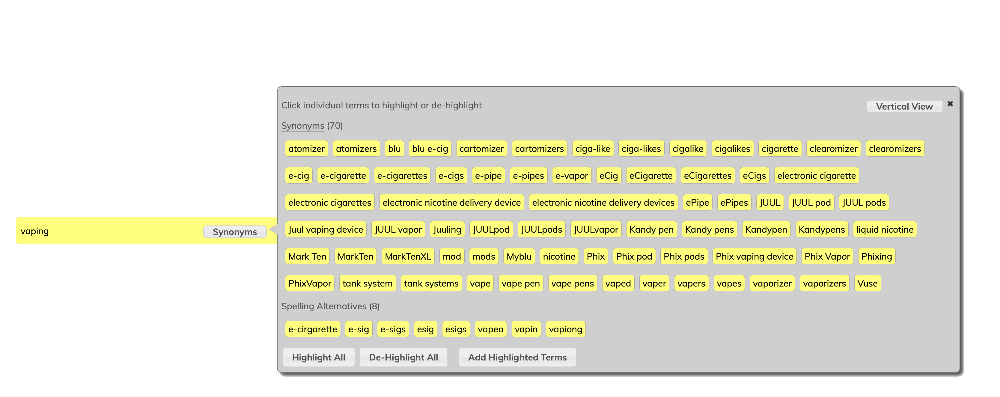 Click individual terms to highlight or de-highlight
Vertical View ✖
Synonyms (70)
atomizer atomizers blu blu e-cig cartomizer cartomizers ciga-like ciga-likes cigalike cigalikes cigarette clearomizer clearomizers
e-cig e-cigarette e-cigarettes e-cigs e-pipe e-pipes e-vapor eCig eCigarette eCigarettes eCigs electronic cigarette
electronic cigarettes electronic nicotine delivery device electronic nicotine delivery devices ePipe ePipes JUUL JUUL pod JUUL pods
vaping Synonyms
Juul vaping device JUUL vapor Juuling JUULpod JUULpods JUULvapor Kandy pen Kandy pens Kandypen Kandypens liquid nicotine
Mark Ten MarkTen MarkTenXL mod mods Myblu nicotine Phix Phix pod Phix pods Phix vaping device Phix Vapor Phixing
PhixVapor tank system tank systems vape vape pen vape pens vaped vaper vapers vapes vaporizer vaporizers Vuse
Spelling Alternatives (8)
e-cirgarette e-sig e-sigs esig esigs vapeo vapin vapiong
Highlight All De-Highlight All Add Highlighted Terms